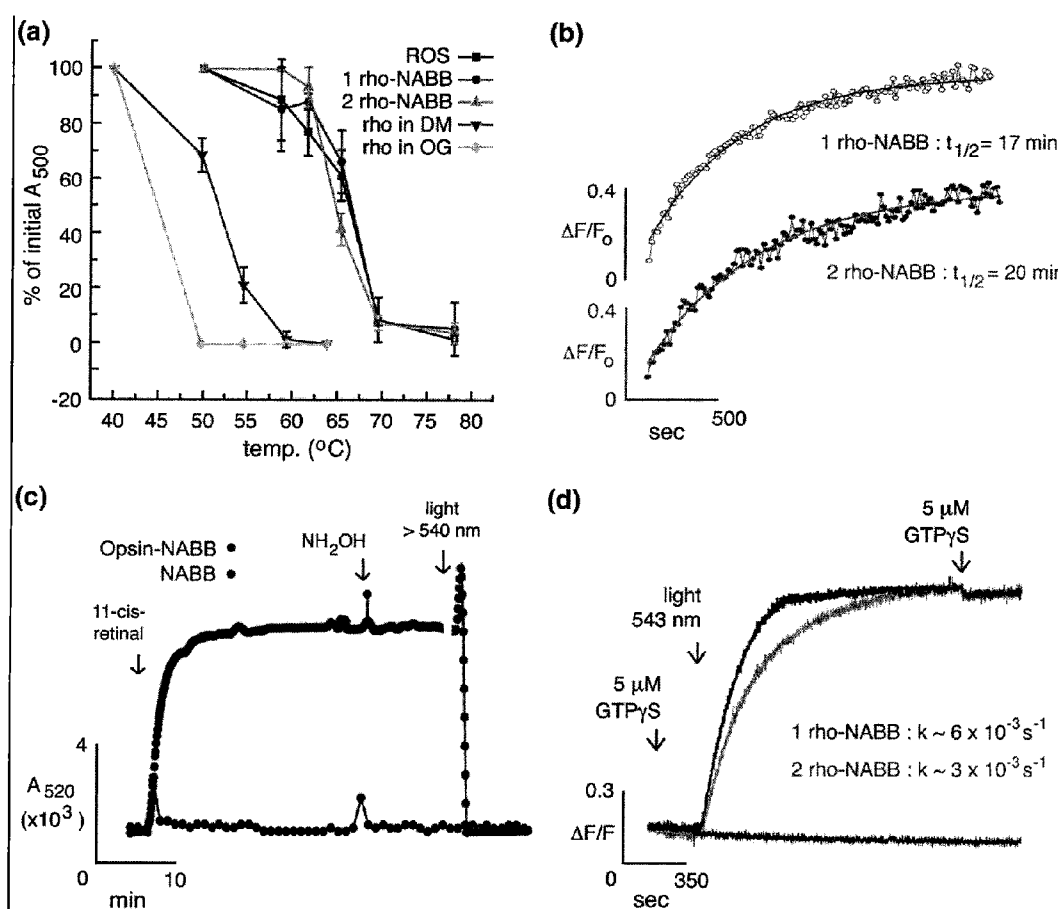 (a)
ROS
1 rho-NABB
2 rho-NABB
rho in DM
rho in OG
% of initial A500
100
80
60
40
20
0
-20
40 45 50 55 60 65 70 75 80
temp. (°C)
(b)
1 rho-NABB : t1/2 = 17 min
0.4
ΔF/Fo
0
2 rho-NABB : t1/2 = 20 min
0.4
ΔF/Fo
0
sec 500
(c)
Opsin-NABB
NABB
NH2OH
light
> 540 nm
11-cis-
retinal
4
A520
(x10³)
0
min 10
(d)
5 μM
GTPγS
light
543 nm
5 μM
GTPγS
1 rho-NABB : k ~ 6 x 10⁻³ s⁻¹
2 rho-NABB : k ~ 3 x 10⁻³ s⁻¹
0.3
ΔF/F
0 350
sec